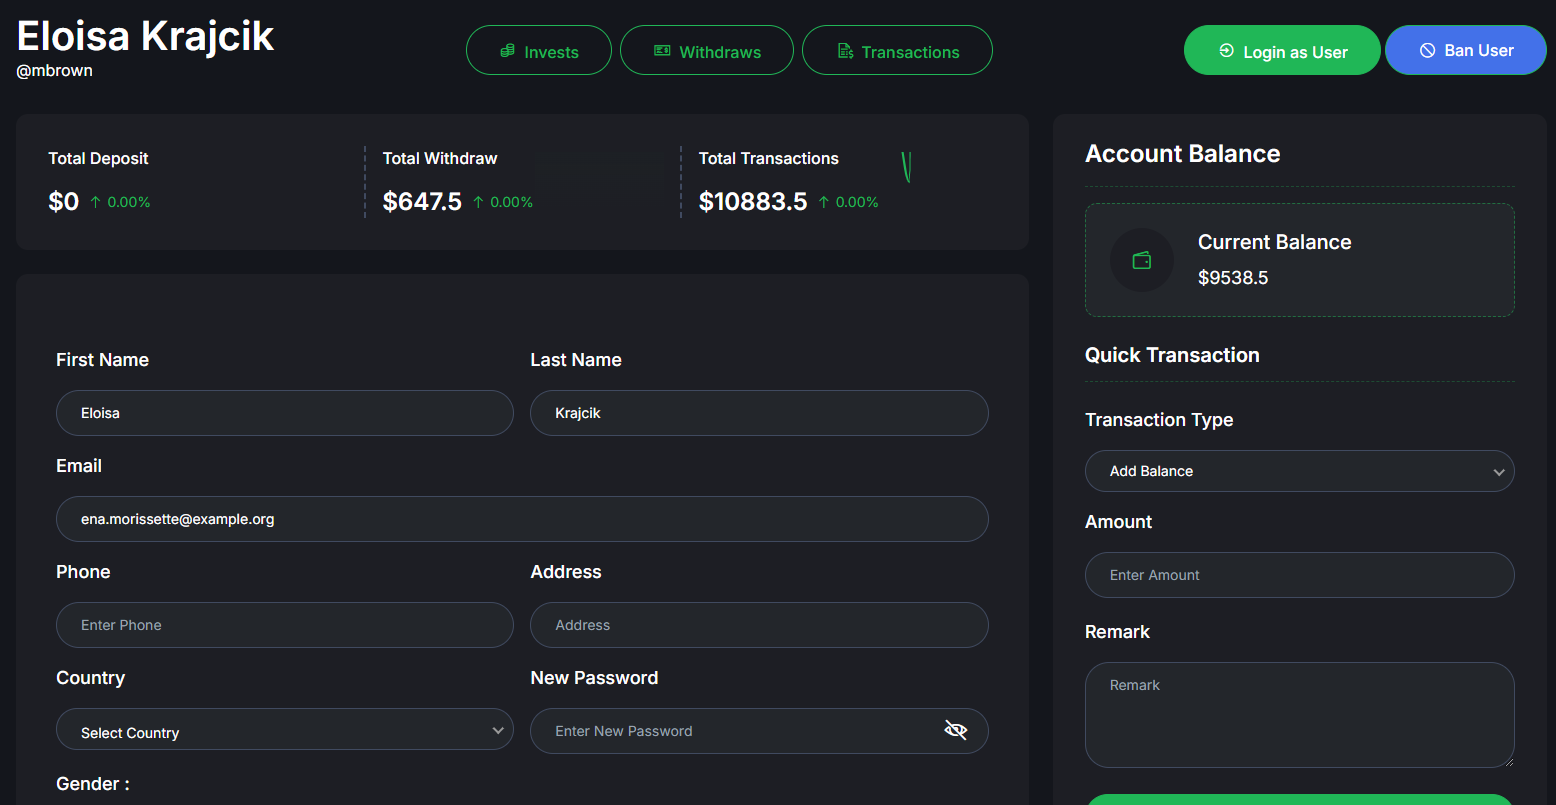 Eloisa Krajcik
@mbrown
Invests
Withdraws
Transactions
Login as User
Ban User
Total Deposit
$0 ↑ 0.00%
Total Withdraw
$647.5 ↑ 0.00%
Total Transactions
$10883.5 ↑ 0.00%
First Name
Eloisa
Last Name
Krajcik
Email
ena.morissette@example.org
Phone
Enter Phone
Address
Address
Country
Select Country
New Password
Enter New Password
Gender :
Account Balance
Current Balance
$9538.5
Quick Transaction
Transaction Type
Add Balance
Amount
Enter Amount
Remark
Remark